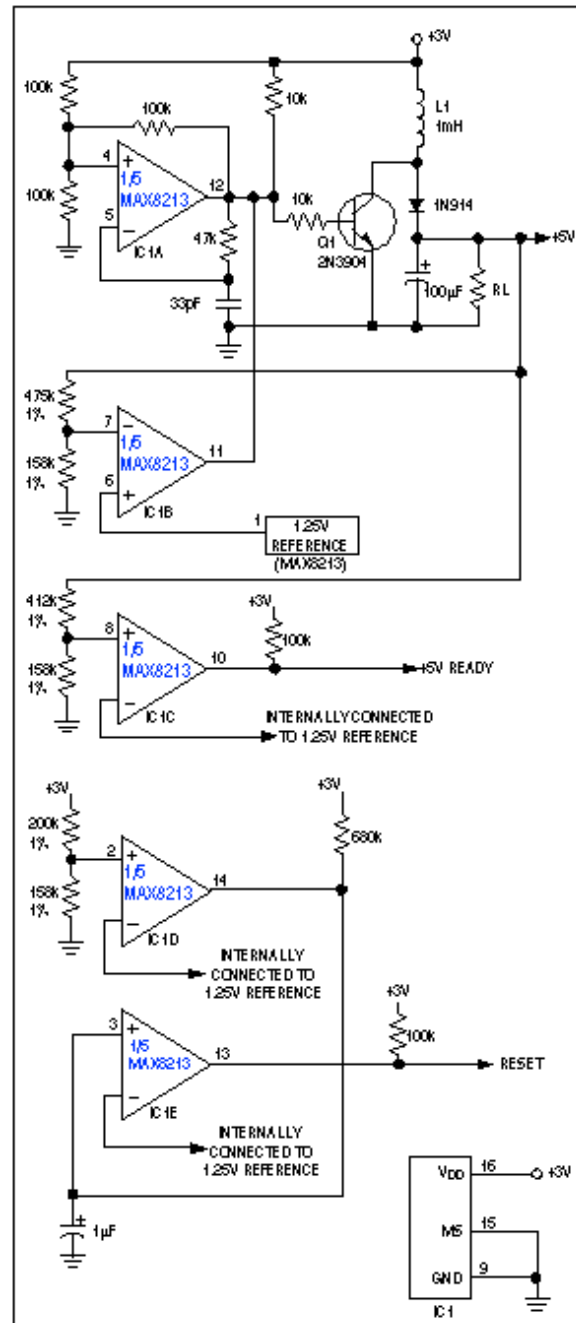 +3V
100k
100k
10k
L1
1mH
4
+
1/5
MAX8213
12
10k
1N914
100k
5
−
IC1A
47k
Q1
2N3904
+
100µF
RL
+5V
33pF
475k
1%
7
−
1/5
MAX8213
11
158k
1%
6
+
IC1B
1
1.25V
REFERENCE
(MAX8213)
412k
1%
8
+
1/5
MAX8213
10
+3V
100k
+5V READY
158k
1%
−
IC1C
INTERNALLY CONNECTED
TO 1.25V REFERENCE
+3V
200k
1%
2
+
1/5
MAX8213
14
+3V
680k
158k
1%
−
IC1D
INTERNALLY
CONNECTED TO
1.25V REFERENCE
3
+
1/5
MAX8213
13
+3V
100k
RESET
−
IC1E
INTERNALLY
CONNECTED TO
1.25V REFERENCE
+
1µF
VDD
16
+3V
MS
15
GND
9
IC1